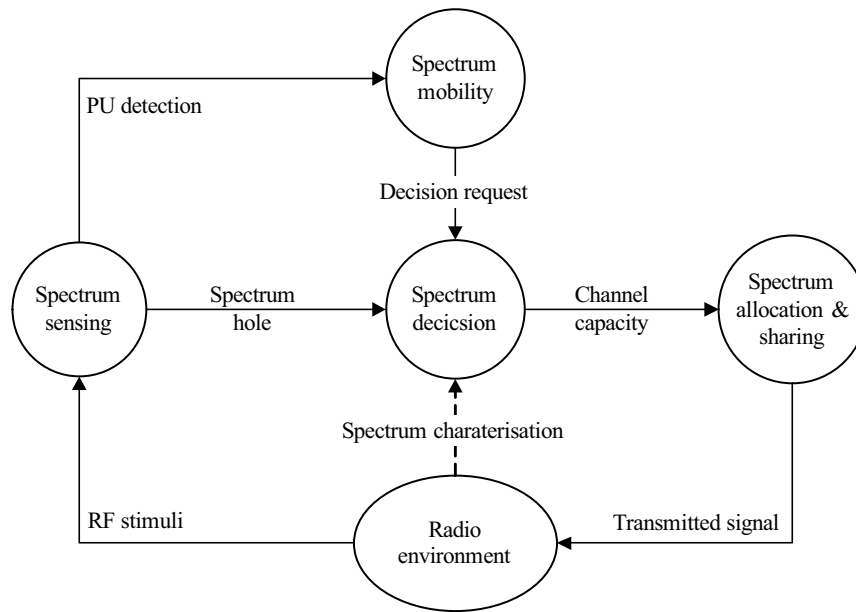 Spectrum
mobility
PU detection
Decision request
Spectrum
sensing
Spectrum
hole
Spectrum
decicsion
Channel
capacity
Spectrum
allocation &
sharing
Spectrum charaterisation
RF stimuli
Radio
environment
Transmitted signal